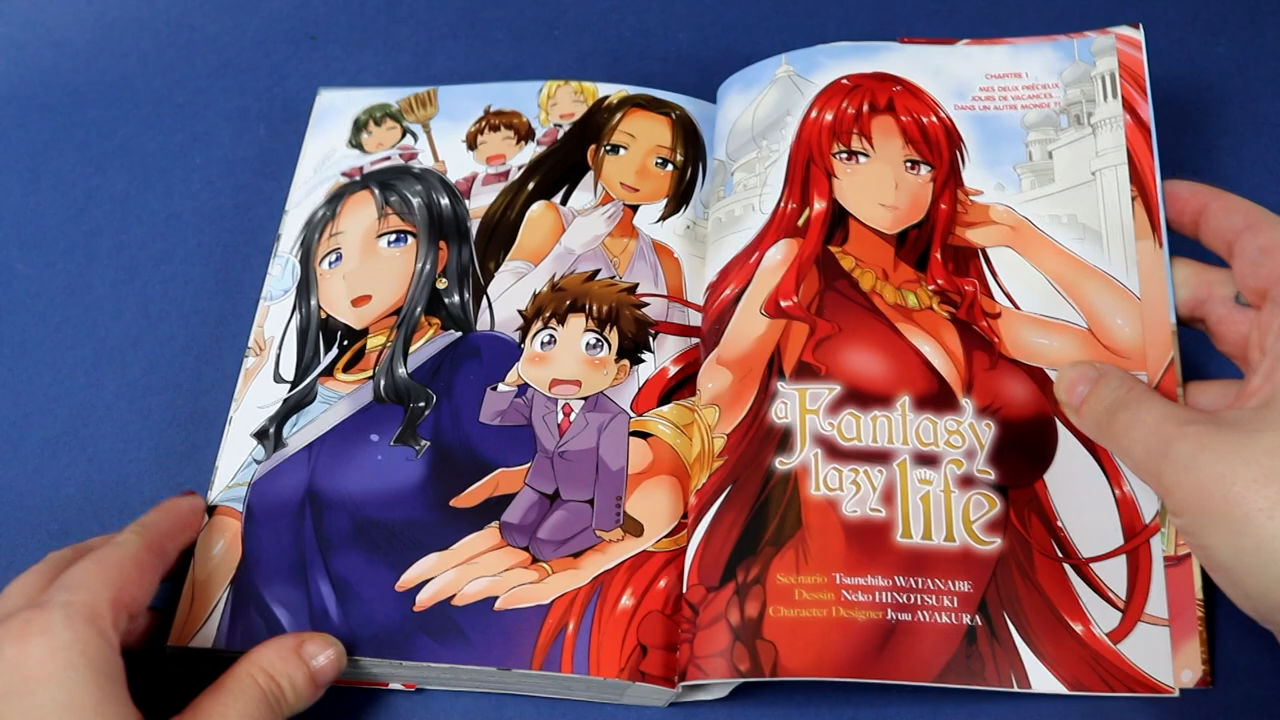 CHAPITRE 1
MES DEUX PRÉCIEUX
JOURS DE VACANCES...
DANS UN AUTRE MONDE ?!
a Fantasy
lazy life
Scénario Tsunehiko WATANABE
Dessin Neko HINOTSUKI
Character Designer Jyuu AYAKURA